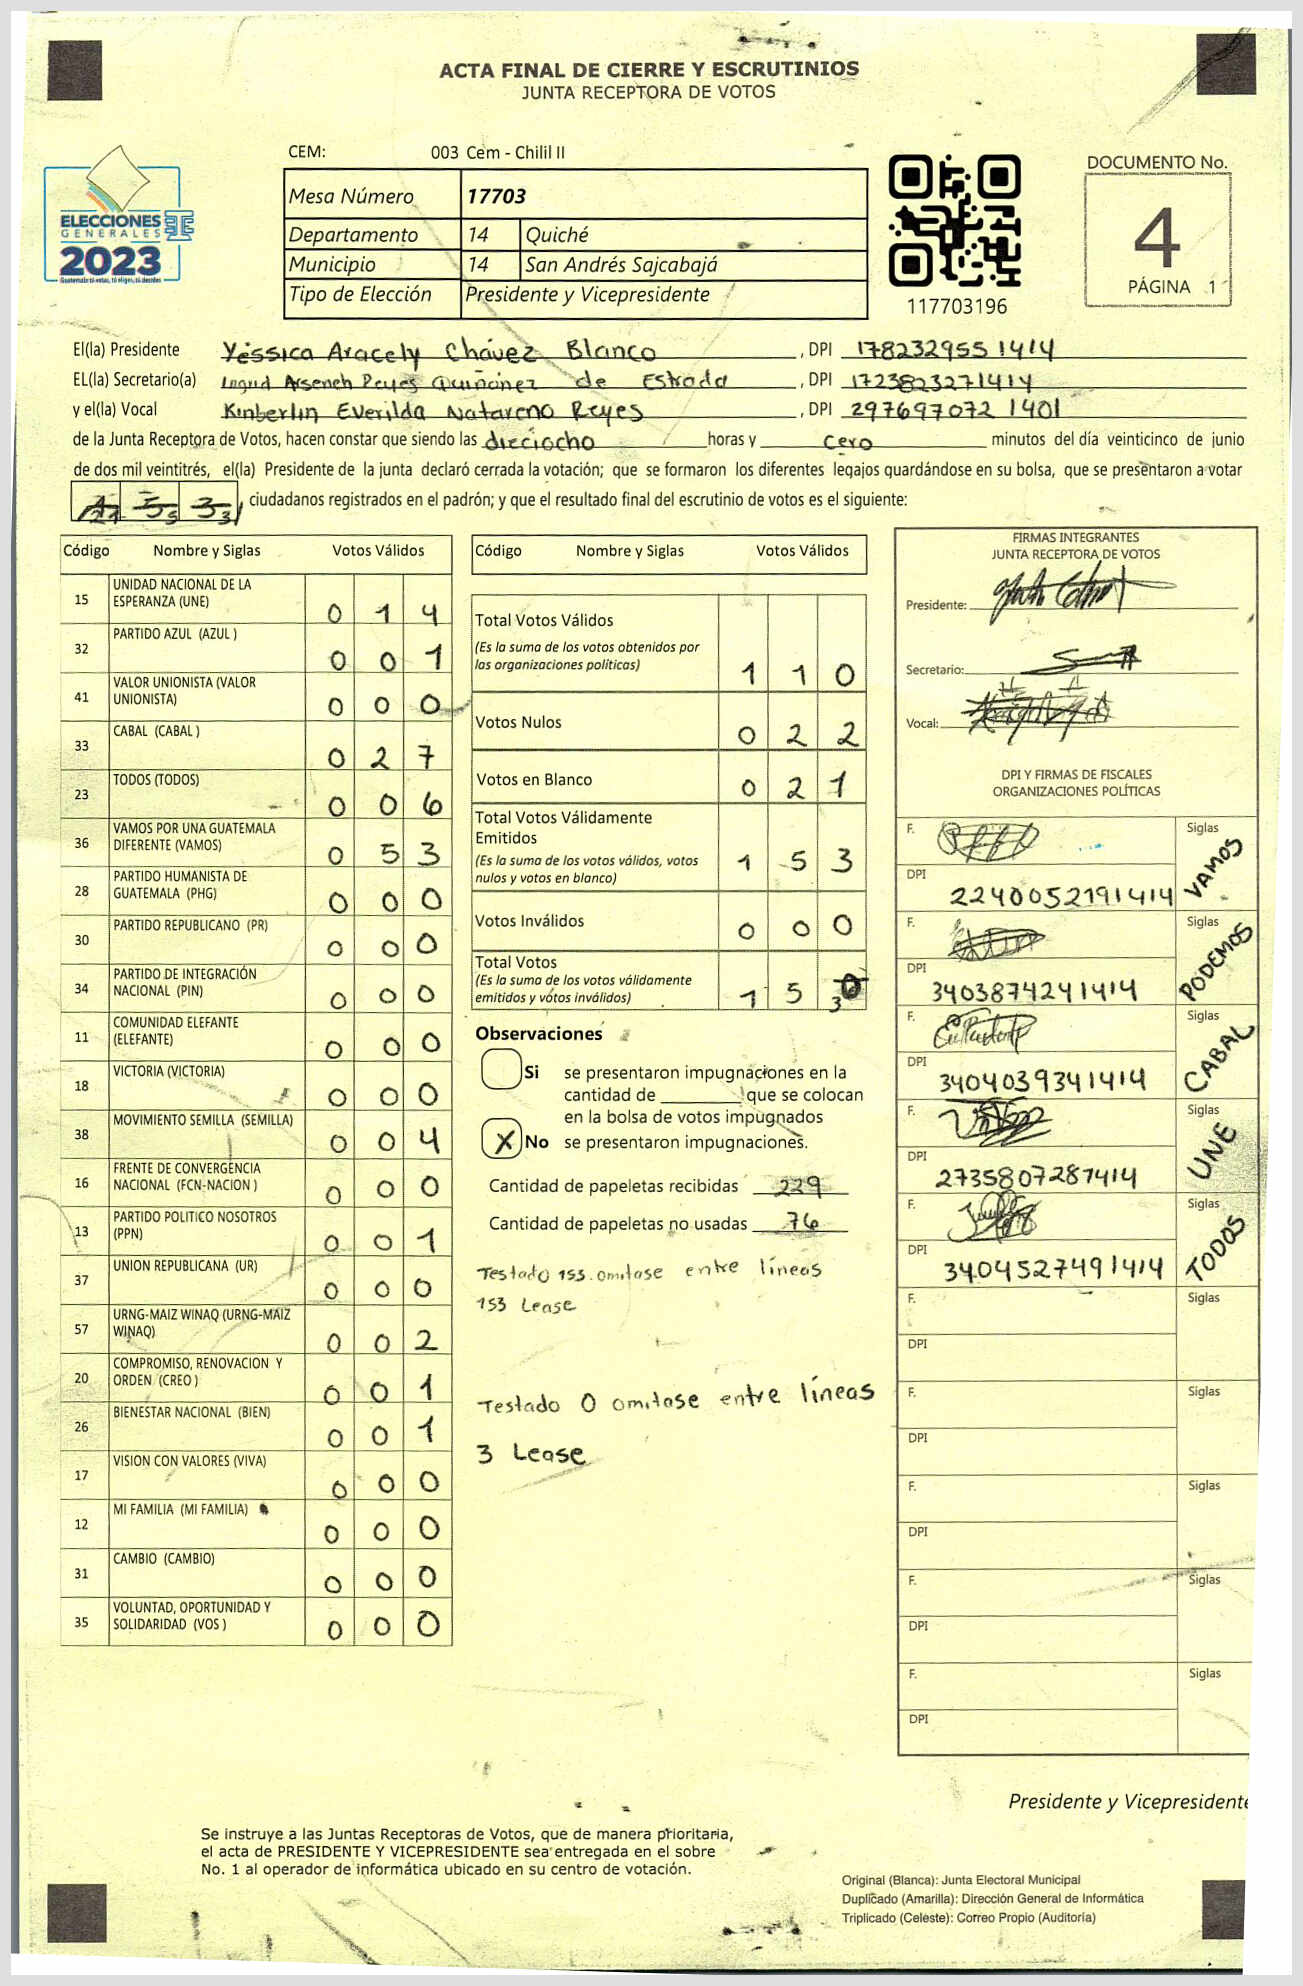 ACTA FINAL DE CIERRE Y ESCRUTINIOS
JUNTA RECEPTORA DE VOTOS
CEM: 003 Cem - Chilil II
Mesa Número 17703
Departamento 14 Quiché
Municipio 14 San Andrés Sajcabajá
Tipo de Elección Presidente y Vicepresidente
ELECCIONES
GENERALES
2023
Guatemala tú votas, tú eliges, tú decides
117703196
DOCUMENTO No.
4
PÁGINA 1
El(la) Presidente Yessica Aracely Chávez Blanco, DPI 178232955 1414
EL(la) Secretario(a) Reyes Quiñónez de Estrada, DPI 1723823271414
y el(la) Vocal Kinberlin Everilda Natareno Reyes, DPI 297697072 1401
de la Junta Receptora de Votos, hacen constar que siendo las dieciocho horas y cero minutos del día veinticinco de junio
de dos mil veintitrés, el(la) Presidente de la junta declaró cerrada la votación; que se formaron los diferentes legajos guardándose en su bolsa, que se presentaron a votar
, ciudadanos registrados en el padrón; y que el resultado final del escrutinio de votos es el siguiente:
Código Nombre y Siglas Votos Válidos
15 UNIDAD NACIONAL DE LA
ESPERANZA (UNE) 0 1 4
32 PARTIDO AZUL (AZUL ) 0 0 1
41 VALOR UNIONISTA (VALOR
UNIONISTA) 0 0 0
33 CABAL (CABAL ) 0 2 7
23 TODOS (TODOS) 0 0 6
36 VAMOS POR UNA GUATEMALA
DIFERENTE (VAMOS) 0 5 3
28 PARTIDO HUMANISTA DE
GUATEMALA (PHG) 0 0 0
30 PARTIDO REPUBLICANO (PR) 0 0 0
34 PARTIDO DE INTEGRACIÓN
NACIONAL (PIN) 0 0 0
11 COMUNIDAD ELEFANTE
(ELEFANTE) 0 0 0
18 VICTORIA (VICTORIA) 0 0 0
38 MOVIMIENTO SEMILLA (SEMILLA) 0 0 4
16 FRENTE DE CONVERGENCIA
NACIONAL (FCN-NACION ) 0 0 0
13 PARTIDO POLITICO NOSOTROS
(PPN) 0 0 1
37 UNION REPUBLICANA (UR) 0 0 0
57 URNG-MAIZ WINAQ (URNG-MAIZ
WINAQ) 0 0 2
20 COMPROMISO, RENOVACION Y
ORDEN (CREO ) 0 0 1
26 BIENESTAR NACIONAL (BIEN) 0 0 1
17 VISION CON VALORES (VIVA) 0 0 0
12 MI FAMILIA (MI FAMILIA) 0 0 0
31 CAMBIO (CAMBIO) 0 0 0
35 VOLUNTAD, OPORTUNIDAD Y
SOLIDARIDAD (VOS ) 0 0 0
Código Nombre y Siglas Votos Válidos
Total Votos Válidos
(Es la suma de los votos obtenidos por
las organizaciones políticas) 1 1 0
Votos Nulos 0 2 2
Votos en Blanco 0 2 1
Total Votos Válidamente
Emitidos
(Es la suma de los votos válidos, votos
nulos y votos en blanco) 1 5 3
Votos Inválidos 0 0 0
Total Votos
(Es la suma de los votos válidamente
emitidos y votos inválidos) 1 5 0 3
Observaciones
Si se presentaron impugnaciones en la
cantidad de ________ que se colocan
en la bolsa de votos impugnados
X No se presentaron impugnaciones.
Cantidad de papeletas recibidas 229
Cantidad de papeletas no usadas 76
Testado 153. omitase entre líneas
153 Lease
Testado 0 omitase entre líneas
3 Lease
FIRMAS INTEGRANTES
JUNTA RECEPTORA DE VOTOS
Presidente:
Secretario:
Vocal:
DPI Y FIRMAS DE FISCALES
ORGANIZACIONES POLÍTICAS
F. Siglas VAMOS
DPI 2240052191414
F. Siglas PODEMOS
DPI 3403874241414
F. Siglas CABAL
DPI 3404039341414
F. Siglas UNE
DPI 2735807287414
F. Siglas TODOS
DPI 3404527491414
F. Siglas
DPI
F. Siglas
DPI
F. Siglas
DPI
F. Siglas
DPI
F. Siglas
DPI
Presidente y Vicepresidente
Se instruye a las Juntas Receptoras de Votos, que de manera prioritaria,
el acta de PRESIDENTE Y VICEPRESIDENTE sea entregada en el sobre
No. 1 al operador de informática ubicado en su centro de votación.
Original (Blanca): Junta Electoral Municipal
Duplicado (Amarilla): Dirección General de Informática
Triplicado (Celeste): Correo Propio (Auditoría)